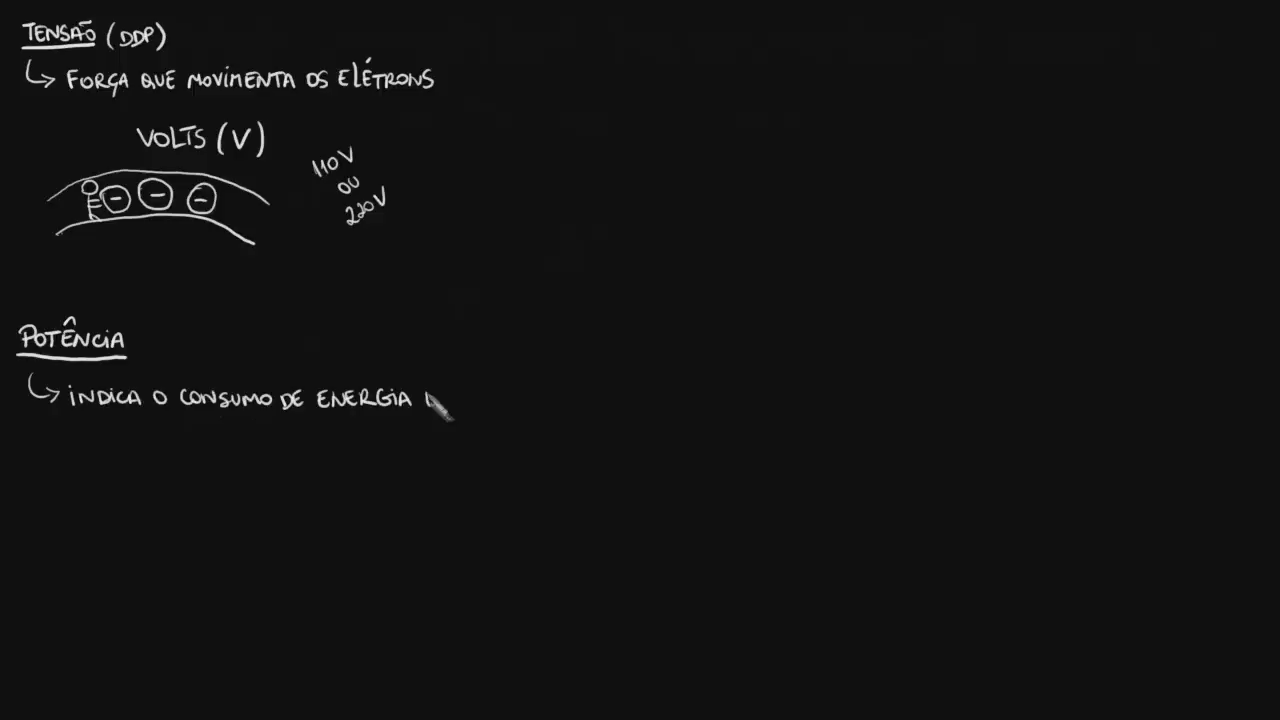 TENSÃO (DDP)
↳ FORÇA QUE MOVIMENTA OS ELÉTRONS
VOLTS (V)
110V
OU
220V
POTÊNCIA
↳ INDICA O CONSUMO DE ENERGIA